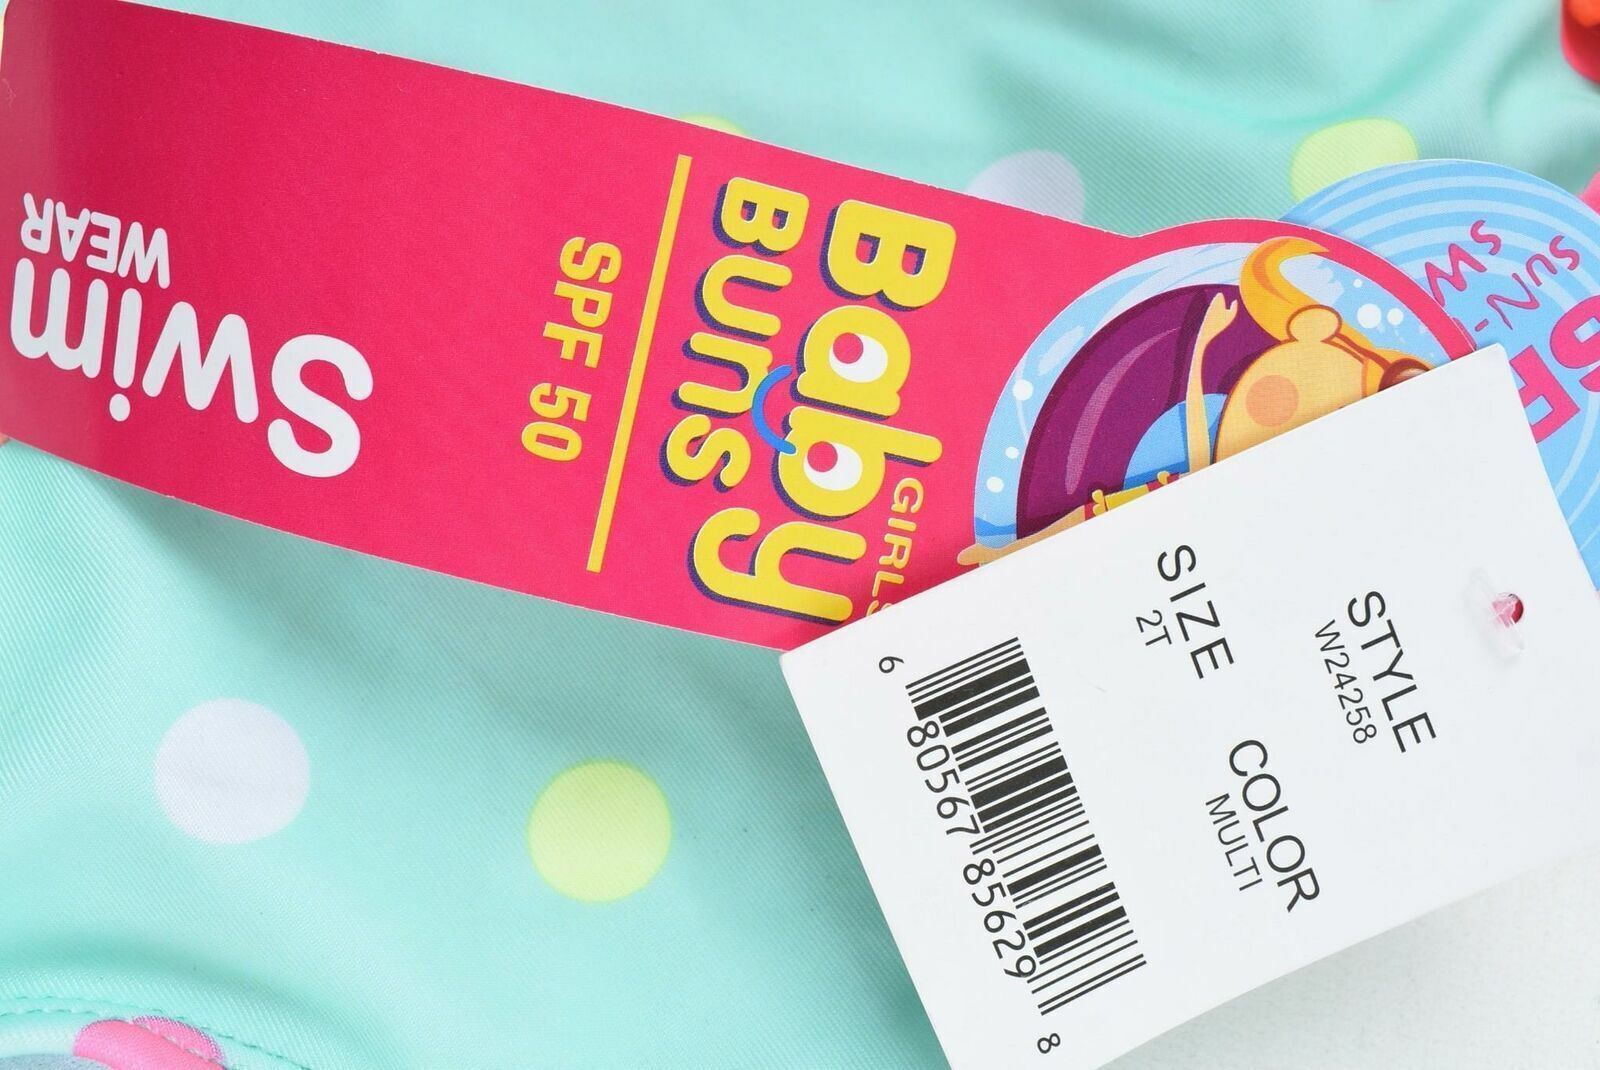 Swim
WEAR
Baby
BUns
GIRLS
SPF 50
SUN-
SW
STYLE
W24258
SIZE
2T
COLOR
MULTI
6 80567 85629 8